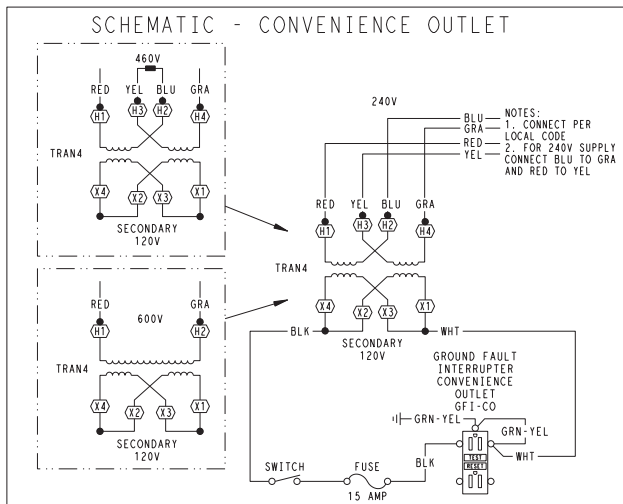 SCHEMATIC - CONVENIENCE OUTLET
460V
RED YEL BLU GRA
H1 H3 H2 H4
TRAN4
X4 X2 X3 X1
SECONDARY
120V
RED GRA
600V
H1 H2
TRAN4
X4 X2 X3 X1
SECONDARY
120V
240V
BLU
GRA
RED
YEL
NOTES:
1. CONNECT PER
LOCAL CODE
2. FOR 240V SUPPLY
CONNECT BLU TO GRA
AND RED TO YEL
RED YEL BLU GRA
H1 H3 H2 H4
TRAN4
X4 X2 X3 X1
BLK
WHT
SECONDARY
120V
GROUND FAULT
INTERRUPTER
CONVENIENCE
OUTLET
GFI-CO
GRN-YEL
GRN-YEL
BLK
WHT
TEST
RESET
SWITCH
FUSE
15 AMP